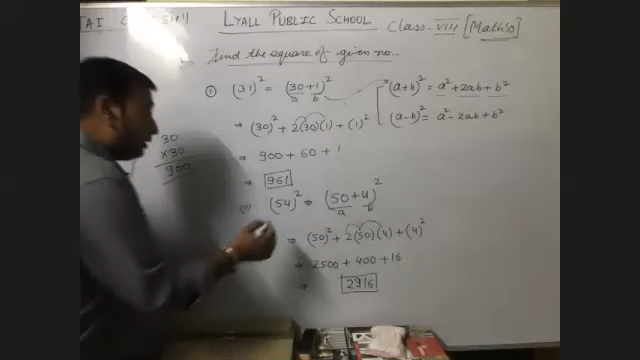 LYALL PUBLIC SCHOOL Class - VIII [Math's]
Find the square of given no.
(i) (31)² = (30+1)²
a b
(a+b)² = a² + 2ab + b²
(a-b)² = a² - 2ab + b²
→ (30)² + 2(30)(1) + (1)²
⇒ 900 + 60 + 1
⇒ 961
30
×30
900
(ii) (54)² ⇒ (50+4)²
a b
⇒ (50)² + 2(50)(4) + (4)²
⇒ 2500 + 400 + 16
⇒ 2916